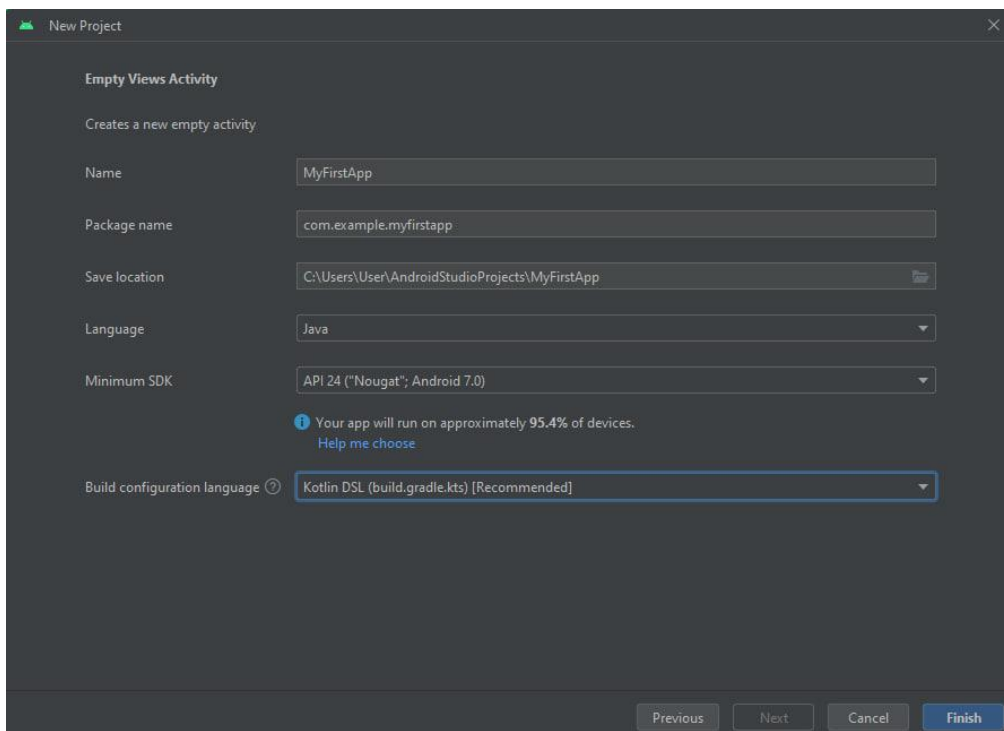 New Project
Empty Views Activity
Creates a new empty activity
Name
MyFirstApp
Package name
com.example.myfirstapp
Save location
C:\Users\User\AndroidStudioProjects\MyFirstApp
Language
Java
Minimum SDK
API 24 ("Nougat"; Android 7.0)
Your app will run on approximately 95.4% of devices.
Help me choose
Build configuration language ?
Kotlin DSL (build.gradle.kts) [Recommended]
Previous
Next
Cancel
Finish